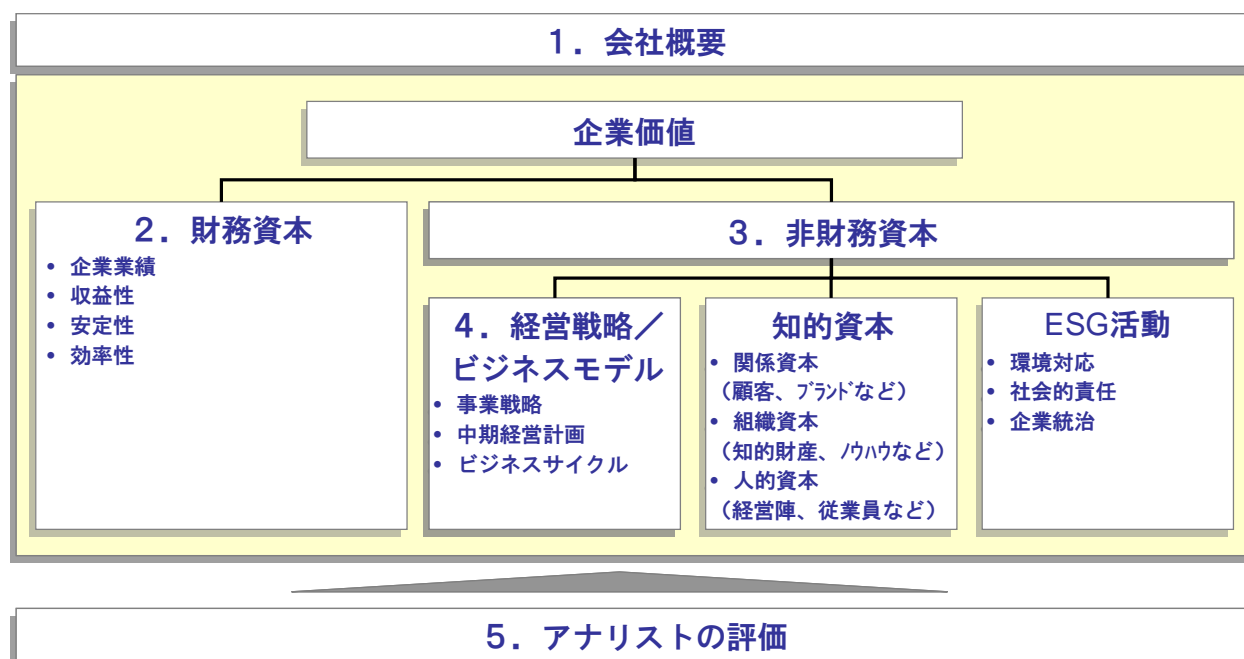 １．会社概要
企業価値
２．財務資本
• 企業業績
• 収益性
• 安定性
• 効率性
３．非財務資本
４．経営戦略／
ビジネスモデル
• 事業戦略
• 中期経営計画
• ビジネスサイクル
知的資本
• 関係資本
（顧客、ﾌﾞﾗﾝﾄﾞなど）
• 組織資本
（知的財産、ﾉｳﾊｳなど）
• 人的資本
（経営陣、従業員など）
ESG活動
• 環境対応
• 社会的責任
• 企業統治
５．アナリストの評価